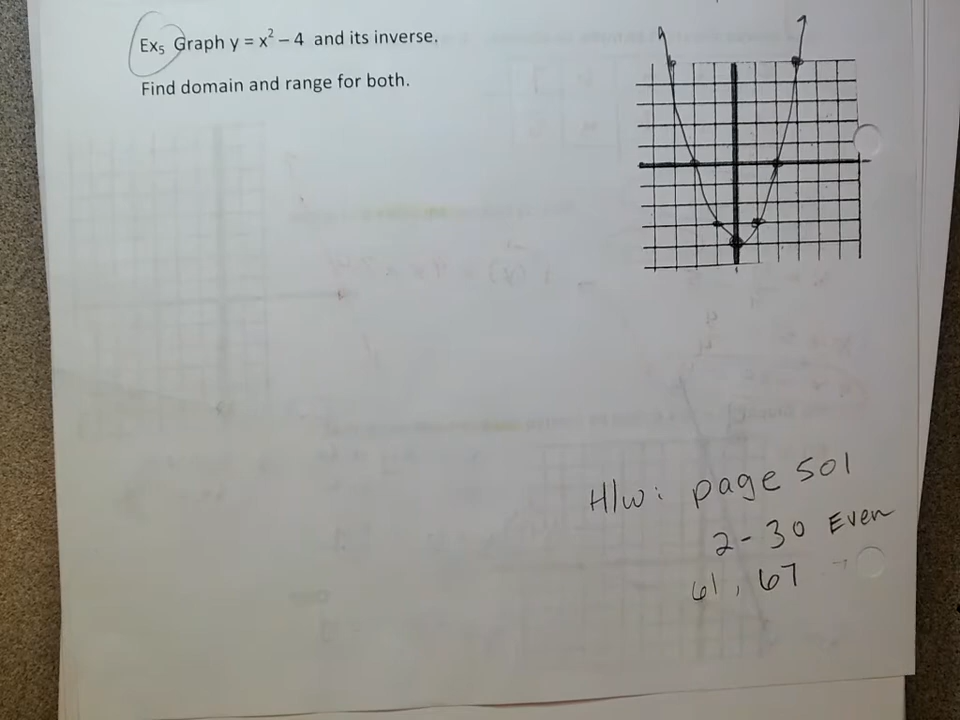 Ex5 Graph y = x² – 4 and its inverse.
Find domain and range for both.
H/w: page 501
2 - 30 Even
61, 67